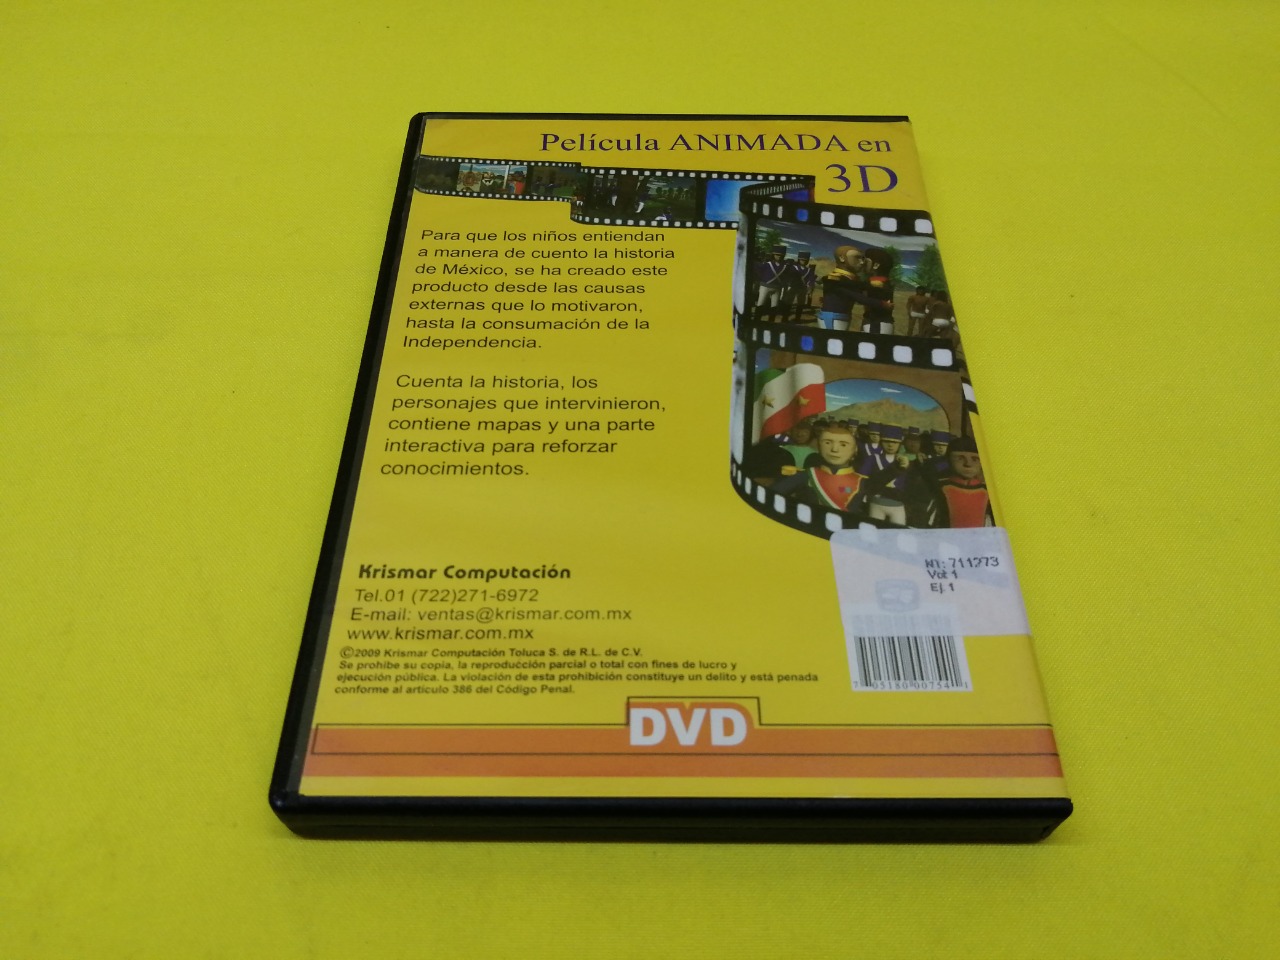 Película ANIMADA en
3D
Para que los niños entiendan
a manera de cuento la historia
de México, se ha creado este
producto desde las causas
externas que lo motivaron,
hasta la consumación de la
Independencia.
Cuenta la historia, los
personajes que intervinieron,
contiene mapas y una parte
interactiva para reforzar
conocimientos.
Krismar Computación
Tel.01 (722)271-6972
E-mail: ventas@krismar.com.mx
www.krismar.com.mx
©2009 Krismar Computación Toluca S. de R.L. de C.V.
Se prohibe su copia, la reproducción parcial o total con fines de lucro y
ejecución pública. La violación de esta prohibición constituye un delito y está penada
conforme al artículo 386 del Código Penal.
711273
Vol 1
Ej. 1
7 05180 00754 1
DVD